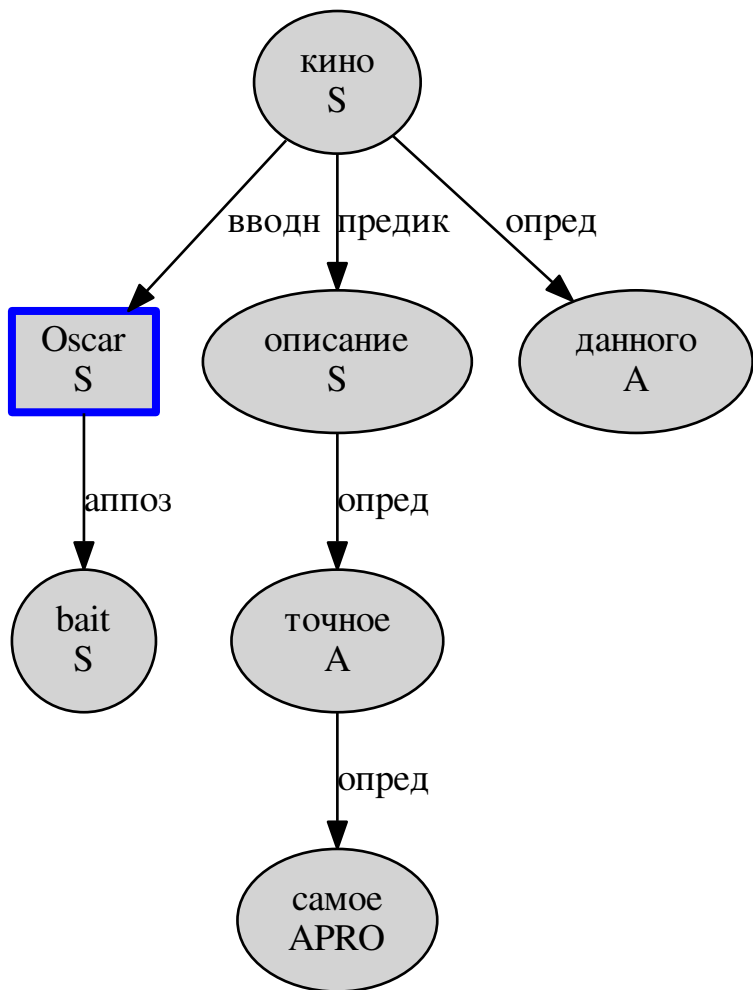 кино
S
вводн
предик
опред
Oscar
S
описание
S
данного
A
аппоз
опред
bait
S
точное
A
опред
самое
APRO